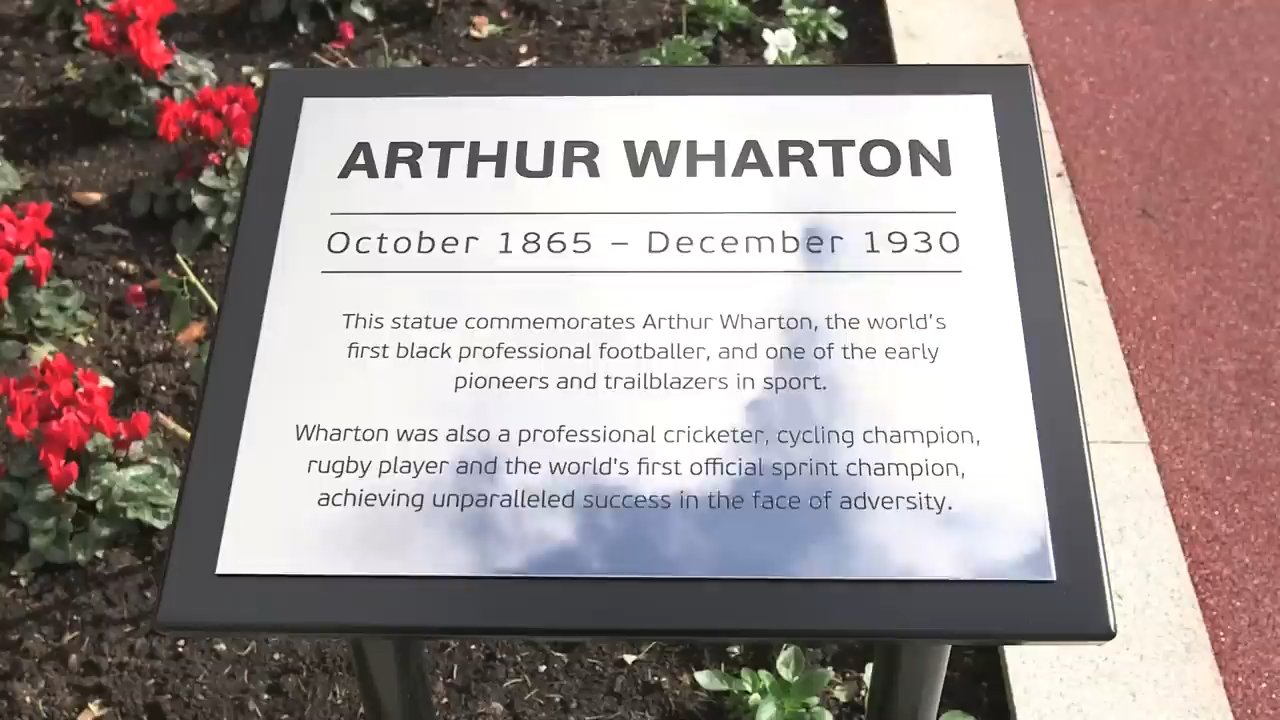 ARTHUR WHARTON
October 1865 – December 1930
This statue commemorates Arthur Wharton, the world's
first black professional footballer, and one of the early
pioneers and trailblazers in sport.
Wharton was also a professional cricketer, cycling champion,
rugby player and the world's first official sprint champion,
achieving unparalleled success in the face of adversity.